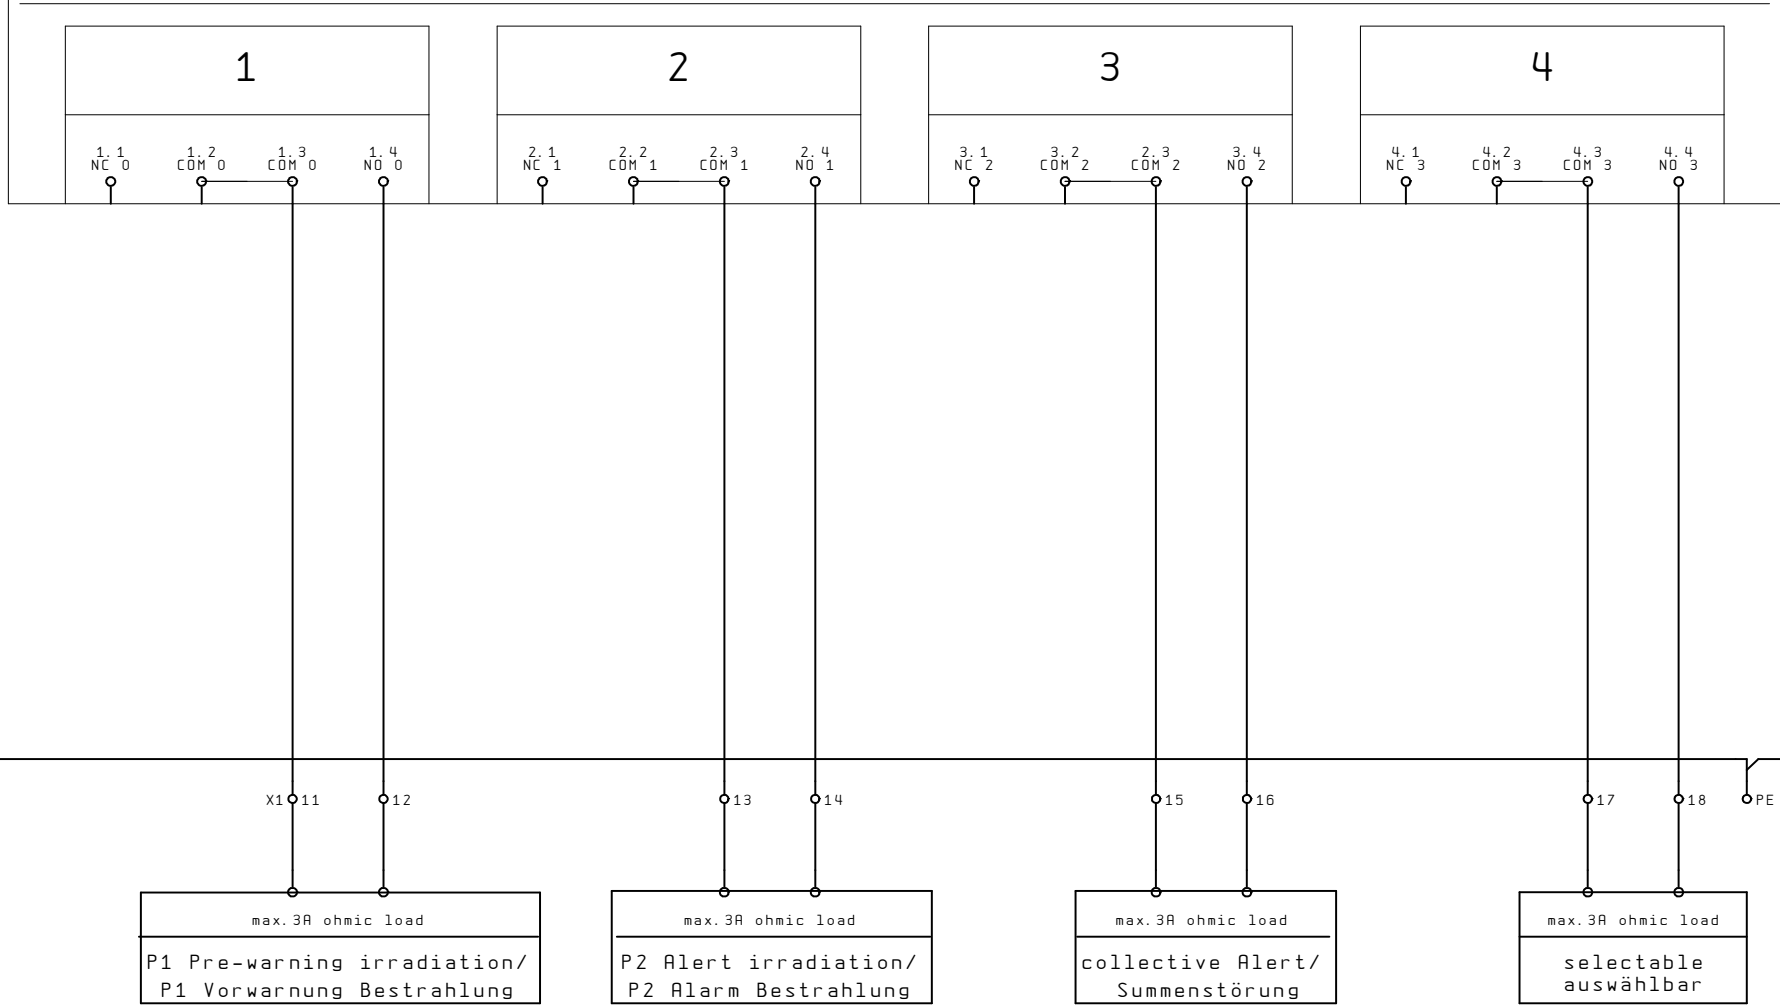 1
2
3
4
1.1 1.2 1.3 1.4
NC 0 COM 0 COM 0 NO 0
2.1 2.2 2.3 2.4
NC 1 COM 1 COM 1 NO 1
3.1 3.2 2.3 3.4
NC 2 COM 2 COM 2 NO 2
4.1 4.2 4.3 4.4
NC 3 COM 3 COM 3 NO 3
X1 11 12 13 14 15 16 17 18 PE
max.3A ohmic load
P1 Pre-warning irradiation/
P1 Vorwarnung Bestrahlung
max.3A ohmic load
P2 Alert irradiation/
P2 Alarm Bestrahlung
max.3A ohmic load
collective Alert/
Summenstörung
max.3A ohmic load
selectable
auswählbar